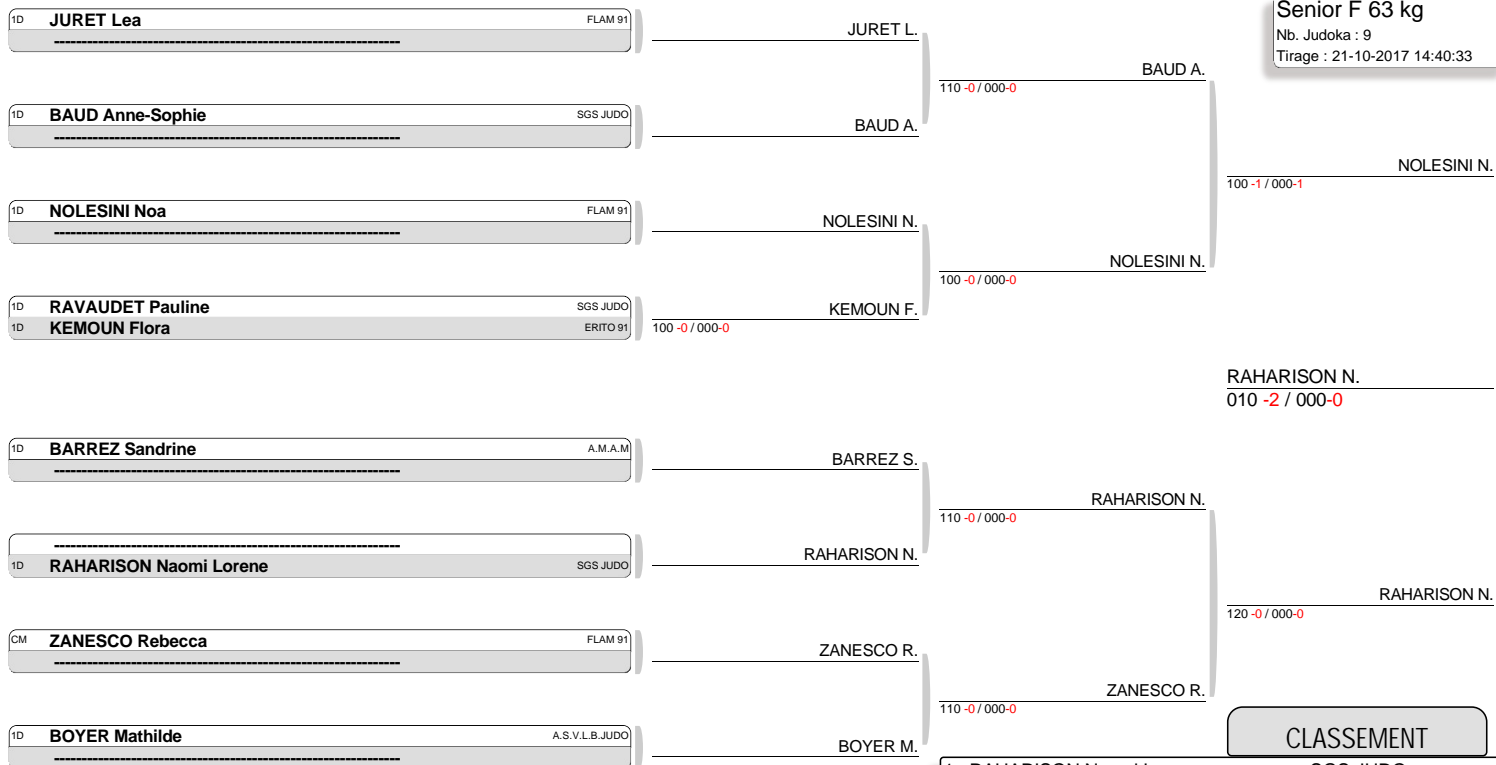 Senior F 63 kg
Nb. Judoka : 9
Tirage : 21-10-2017 14:40:33
1D JURET Lea FLAM 91
----------------------------------------------------------------
JURET L.
BAUD A.
110 -0 / 000-0
1D BAUD Anne-Sophie SGS JUDO
----------------------------------------------------------------
BAUD A.
NOLESINI N.
100 -1 / 000-1
1D NOLESINI Noa FLAM 91
----------------------------------------------------------------
NOLESINI N.
NOLESINI N.
100 -0 / 000-0
1D RAVAUDET Pauline SGS JUDO
1D KEMOUN Flora ERITO 91
KEMOUN F.
100 -0 / 000-0
RAHARISON N.
010 -2 / 000-0
1D BARREZ Sandrine A.M.A.M
----------------------------------------------------------------
BARREZ S.
RAHARISON N.
110 -0 / 000-0
----------------------------------------------------------------
1D RAHARISON Naomi Lorene SGS JUDO
RAHARISON N.
RAHARISON N.
120 -0 / 000-0
CM ZANESCO Rebecca FLAM 91
----------------------------------------------------------------
ZANESCO R.
ZANESCO R.
110 -0 / 000-0
1D BOYER Mathilde A.S.V.L.B.JUDO
----------------------------------------------------------------
BOYER M.
CLASSEMENT